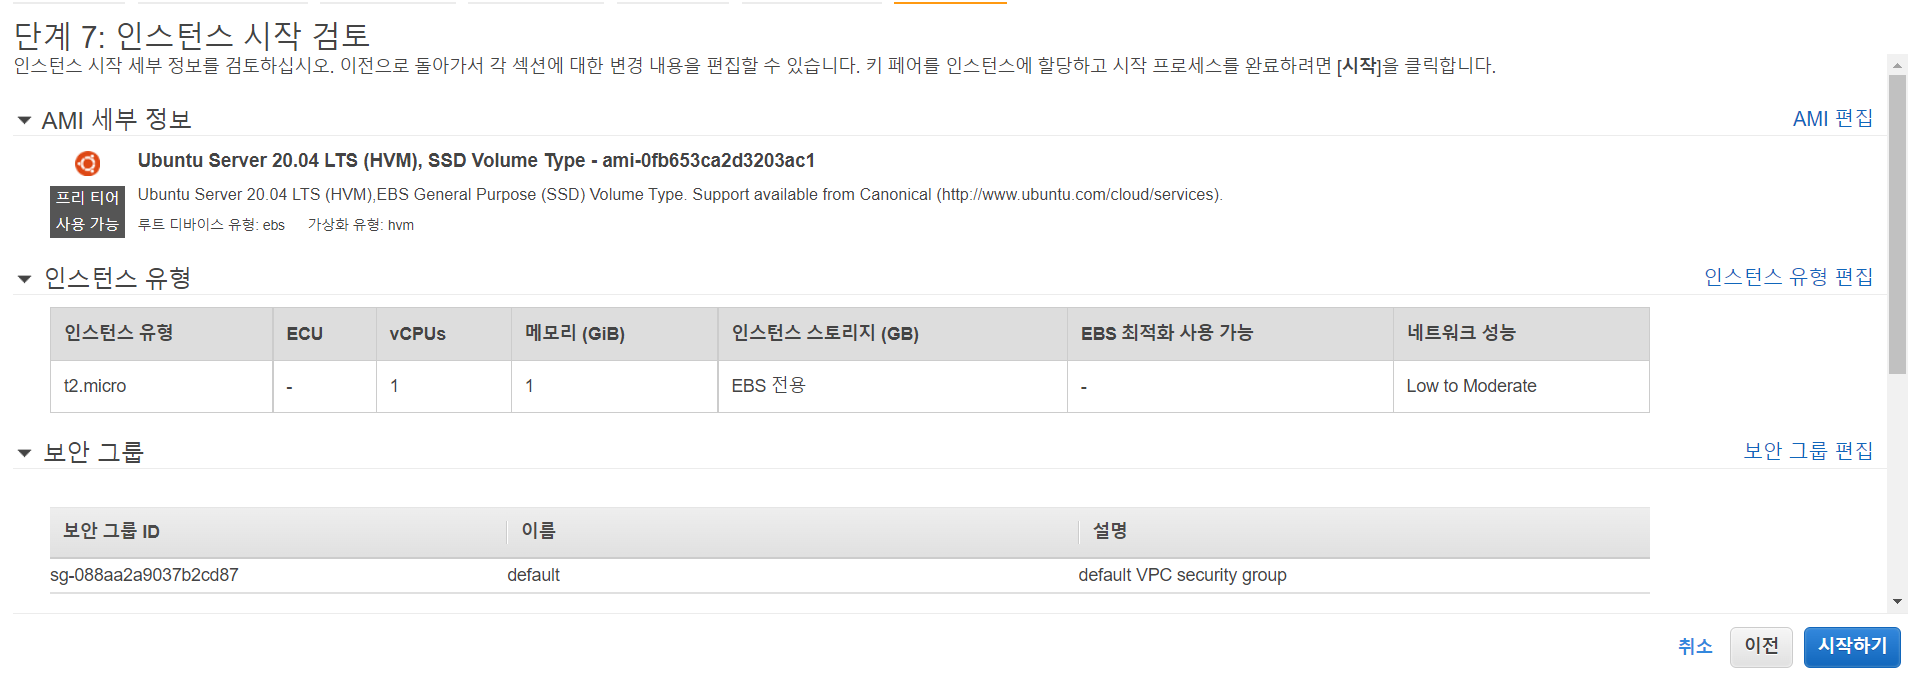 단계 7: 인스턴스 시작 검토
인스턴스 시작 세부 정보를 검토하십시오. 이전으로 돌아가서 각 섹션에 대한 변경 내용을 편집할 수 있습니다. 키 페어를 인스턴스에 할당하고 시작 프로세스를 완료하려면 [시작]을 클릭합니다.
AMI 세부 정보
AMI 편집
Ubuntu Server 20.04 LTS (HVM), SSD Volume Type - ami-0fb653ca2d3203ac1
프리 티어
사용 가능
Ubuntu Server 20.04 LTS (HVM),EBS General Purpose (SSD) Volume Type. Support available from Canonical (http://www.ubuntu.com/cloud/services).
루트 디바이스 유형: ebs 가상화 유형: hvm
인스턴스 유형
인스턴스 유형 편집
인스턴스 유형 ECU vCPUs 메모리 (GiB) 인스턴스 스토리지 (GB) EBS 최적화 사용 가능 네트워크 성능
t2.micro - 1 1 EBS 전용 - Low to Moderate
보안 그룹
보안 그룹 편집
보안 그룹 ID 이름 설명
sg-088aa2a9037b2cd87 default default VPC security group
취소 이전 시작하기